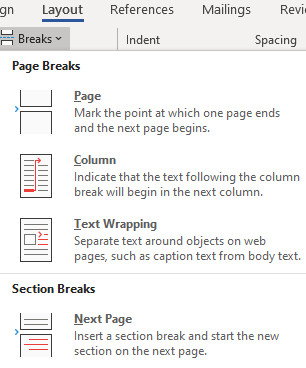 gn Layout References Mailings Revi
Breaks Indent Spacing
Page Breaks
Page
Mark the point at which one page ends
and the next page begins.
Column
Indicate that the text following the column
break will begin in the next column.
Text Wrapping
Separate text around objects on web
pages, such as caption text from body text.
Section Breaks
Next Page
Insert a section break and start the new
section on the next page.